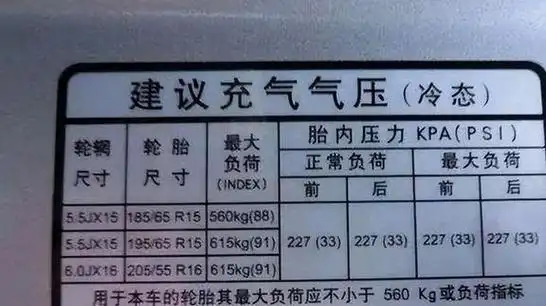 建议充气气压(冷态)
轮辋尺寸 轮胎尺寸 最大负荷(INDEX) 胎内压力 KPA(PSI)
正常负荷 最大负荷
前 后 前 后
5.5JX15 185/65 R15 560kg(88)
5.5JX15 195/65 R15 615kg(91) 227 (33) 227 (33) 227 (33) 227 (33)
6.0JX16 205/55 R16 615kg(91)
用于本车的轮胎其最大负荷应不小于 560 Kg或负荷指标